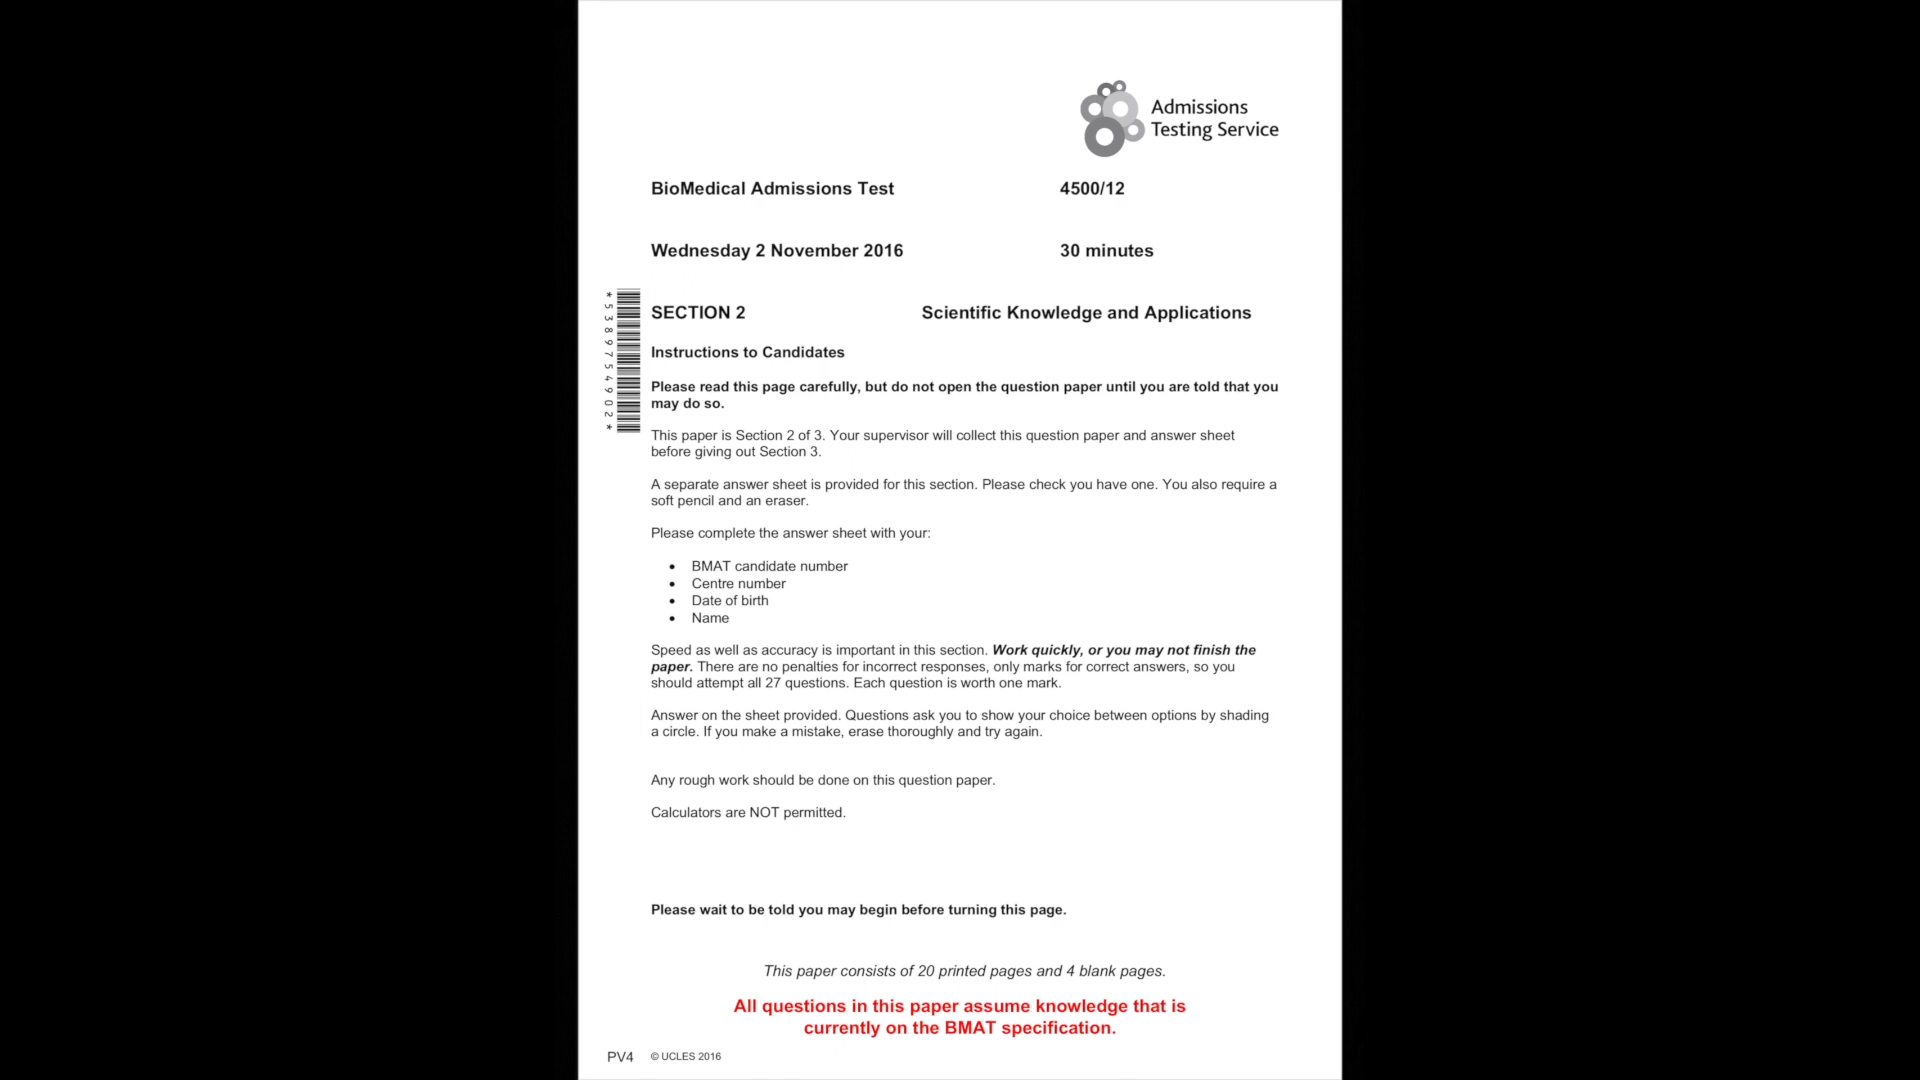 Admissions
Testing Service
BioMedical Admissions Test 4500/12
Wednesday 2 November 2016 30 minutes
*5389754902*
SECTION 2 Scientific Knowledge and Applications
Instructions to Candidates
Please read this page carefully, but do not open the question paper until you are told that you
may do so.
This paper is Section 2 of 3. Your supervisor will collect this question paper and answer sheet
before giving out Section 3.
A separate answer sheet is provided for this section. Please check you have one. You also require a
soft pencil and an eraser.
Please complete the answer sheet with your:
• BMAT candidate number
• Centre number
• Date of birth
• Name
Speed as well as accuracy is important in this section. Work quickly, or you may not finish the
paper. There are no penalties for incorrect responses, only marks for correct answers, so you
should attempt all 27 questions. Each question is worth one mark.
Answer on the sheet provided. Questions ask you to show your choice between options by shading
a circle. If you make a mistake, erase thoroughly and try again.
Any rough work should be done on this question paper.
Calculators are NOT permitted.
Please wait to be told you may begin before turning this page.
This paper consists of 20 printed pages and 4 blank pages.
All questions in this paper assume knowledge that is
currently on the BMAT specification.
PV4 © UCLES 2016